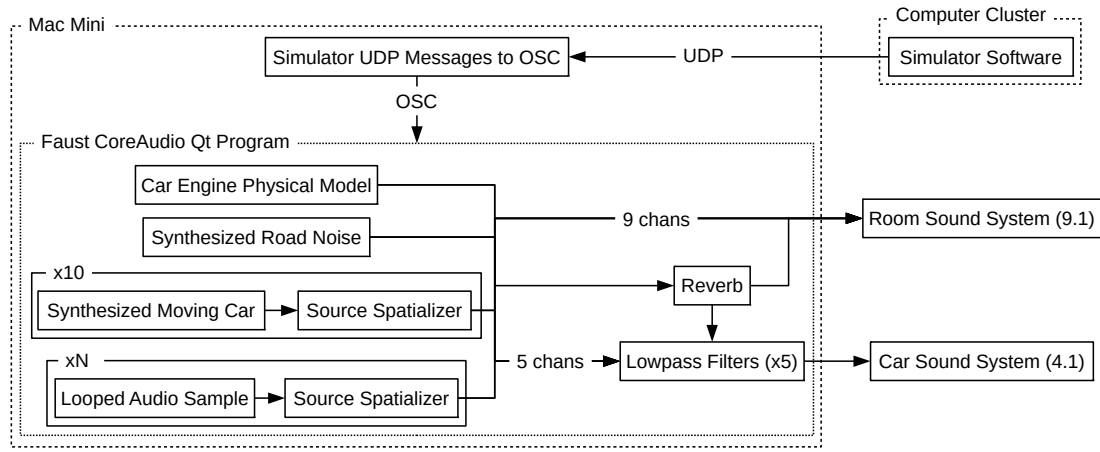 Computer Cluster
Mac Mini
Simulator UDP Messages to OSC
UDP
Simulator Software
OSC
Faust CoreAudio Qt Program
Car Engine Physical Model
Synthesized Road Noise
9 chans
Room Sound System (9.1)
x10
Synthesized Moving Car
Source Spatializer
Reverb
xN
Looped Audio Sample
Source Spatializer
5 chans
Lowpass Filters (x5)
Car Sound System (4.1)